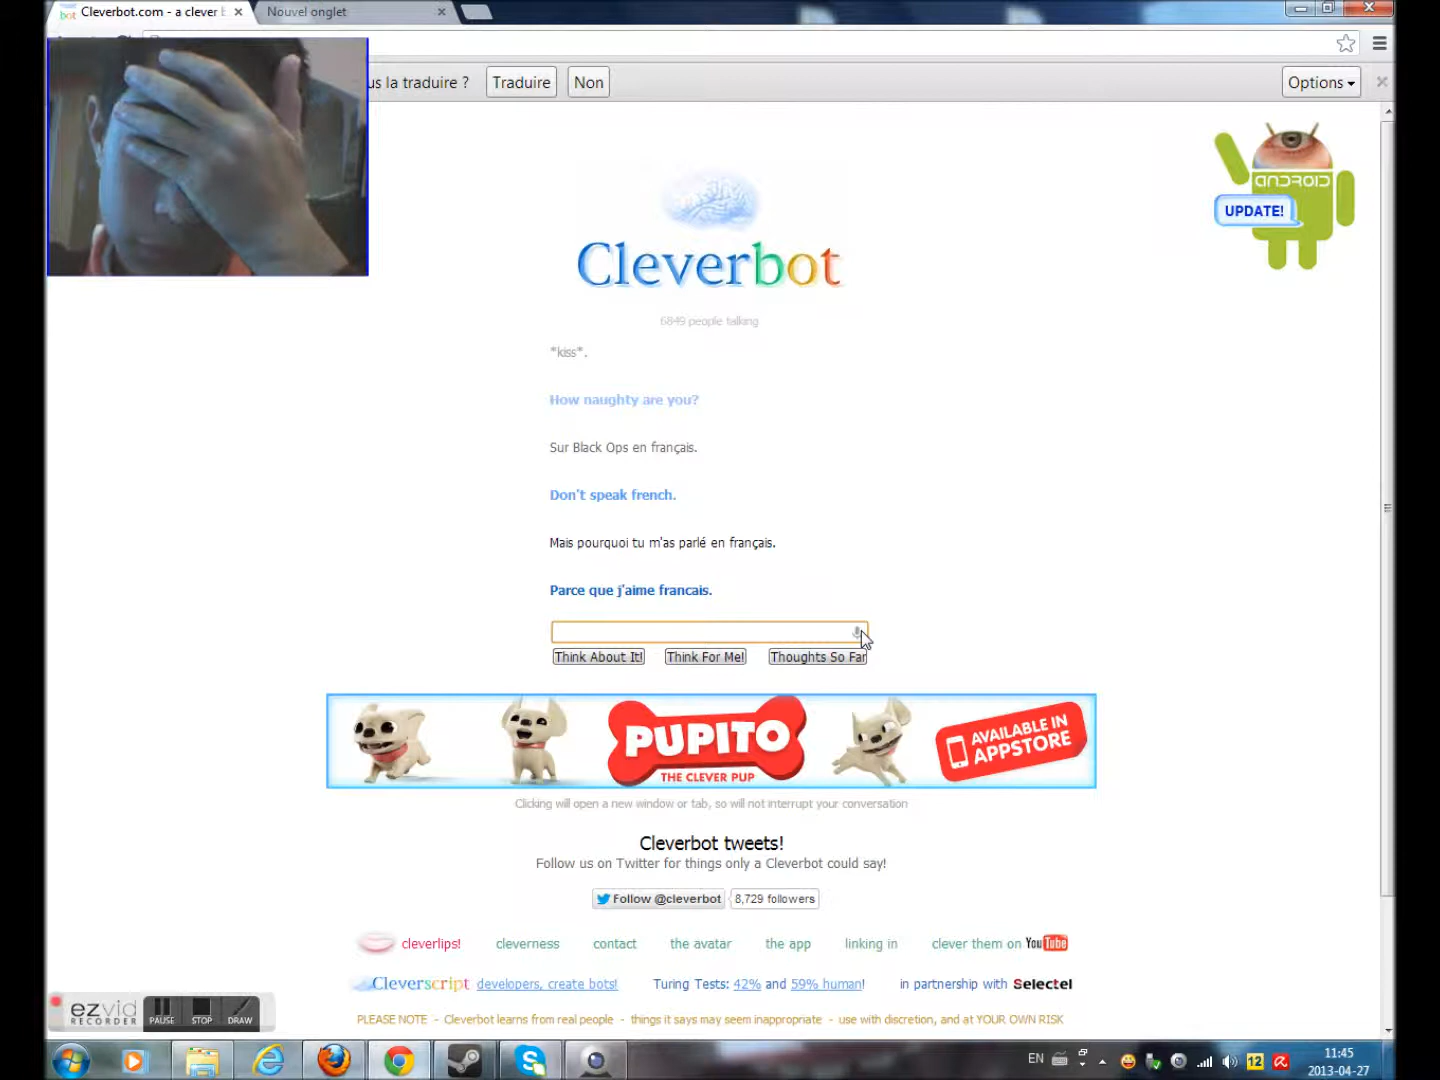 Cleverbot.com - a clever b
Nouvel onglet
us la traduire ?
Traduire
Non
Options
ANDROID
UPDATE!
Cleverbot
6849 people talking
*kiss*.
How naughty are you?
Sur Black Ops en français.
Don't speak french.
Mais pourquoi tu m'as parlé en français.
Parce que j'aime francais.
Think About It!
Think For Me!
Thoughts So Far
PUPITO
THE CLEVER PUP
AVAILABLE IN
APPSTORE
Clicking will open a new window or tab, so will not interrupt your conversation
Cleverbot tweets!
Follow us on Twitter for things only a Cleverbot could say!
Follow @cleverbot
8,729 followers
cleverlips!
cleverness
contact
the avatar
the app
linking in
clever them on YouTube
Cleverscript developers, create bots!
Turing Tests: 42% and 59% human!
in partnership with Selectel
PLEASE NOTE - Cleverbot learns from real people - things it says may seem inappropriate - use with discretion, and at YOUR OWN RISK
ezvid
RECORDER
PAUSE
STOP
DRAW
EN
12
11:45
2013-04-27